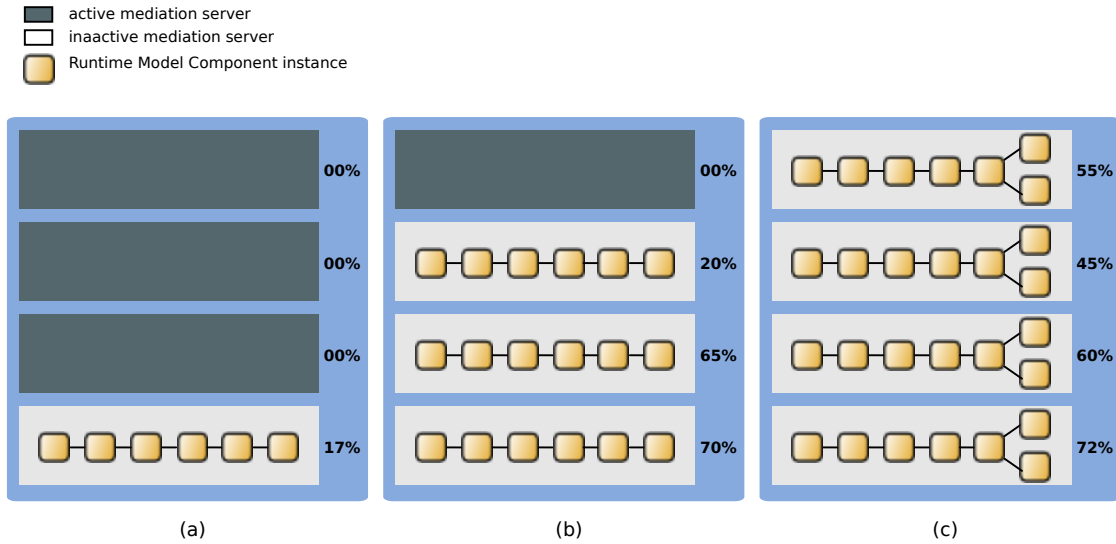 active mediation server
inaactive mediation server
Runtime Model Component instance
00%
00%
00%
17%
(a)
00%
20%
65%
70%
(b)
55%
45%
60%
72%
(c)